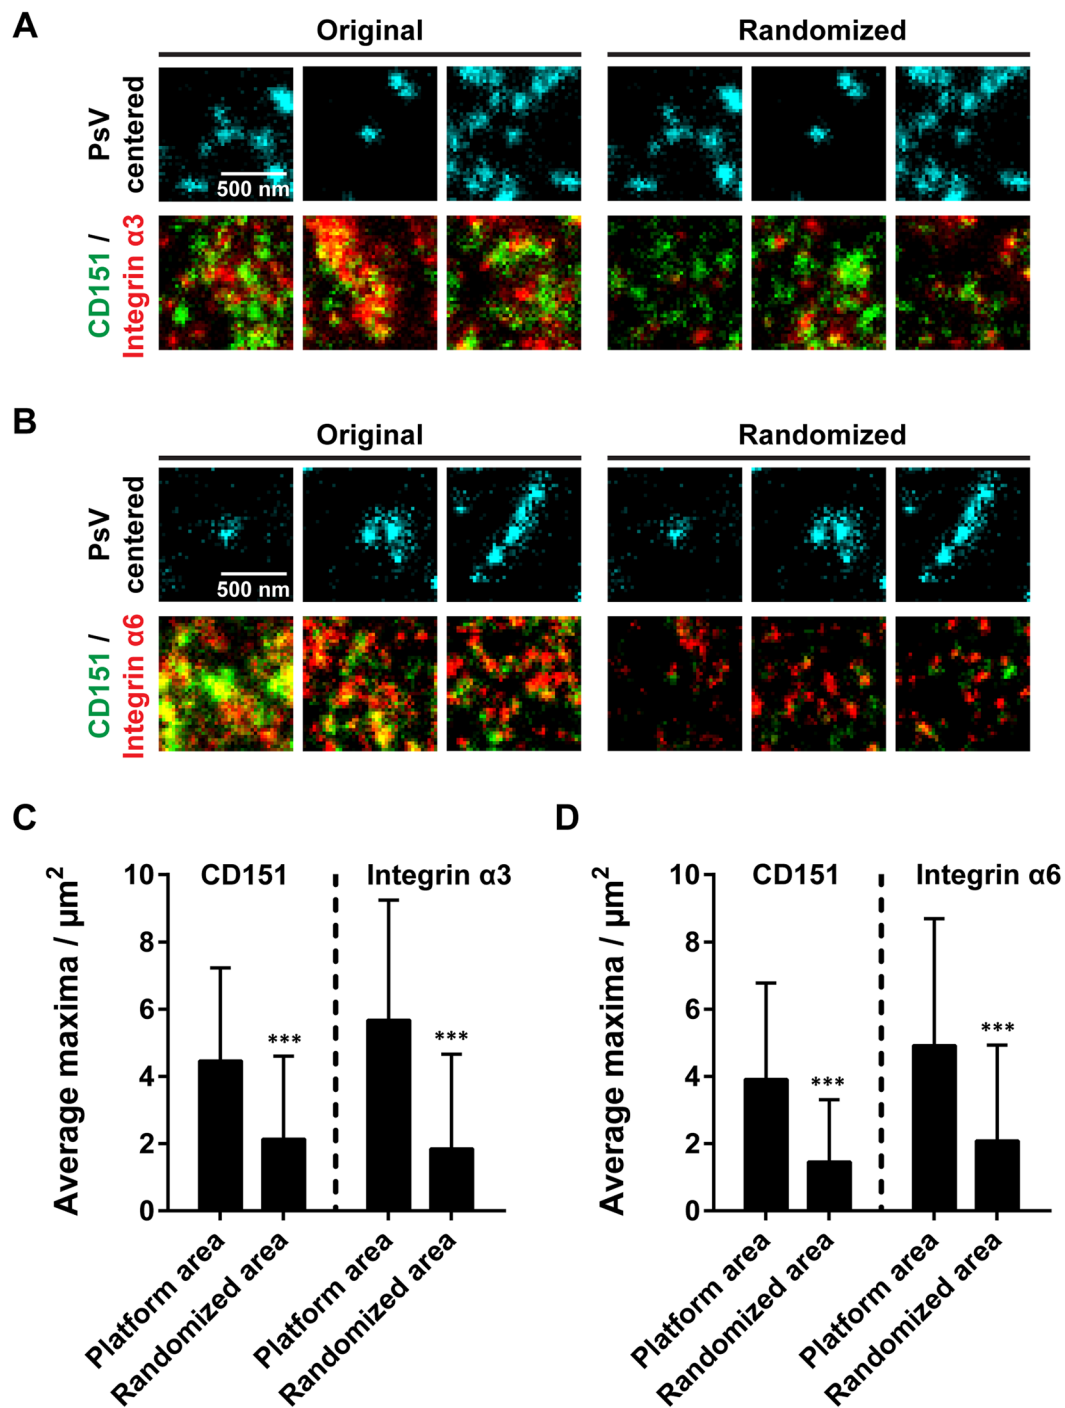 A
Original
Randomized
PsV
centered
500 nm
CD151 /
Integrin α3
B
Original
Randomized
PsV
centered
500 nm
CD151 /
Integrin α6
C
CD151
Integrin α3
Average maxima / µm²
10
8
6
4
2
0
***
***
Platform area
Randomized area
Platform area
Randomized area
D
CD151
Integrin α6
Average maxima / µm²
10
8
6
4
2
0
***
***
Platform area
Randomized area
Platform area
Randomized area